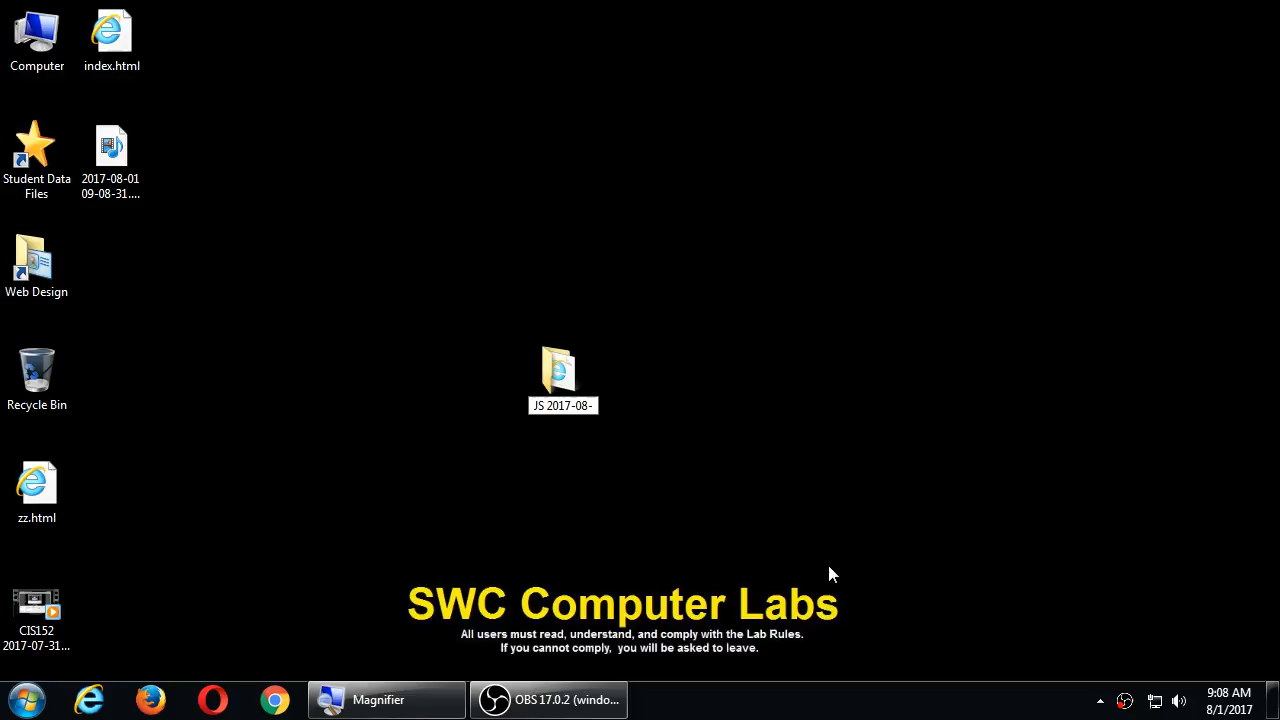 Computer
index.html
Student Data
Files
2017-08-01
09-08-31....
Web Design
Recycle Bin
JS 2017-08-
zz.html
CIS152
2017-07-31...
SWC Computer Labs
All users must read, understand, and comply with the Lab Rules.
If you cannot comply, you will be asked to leave.
Magnifier
OBS 17.0.2 (windo...
9:08 AM
8/1/2017